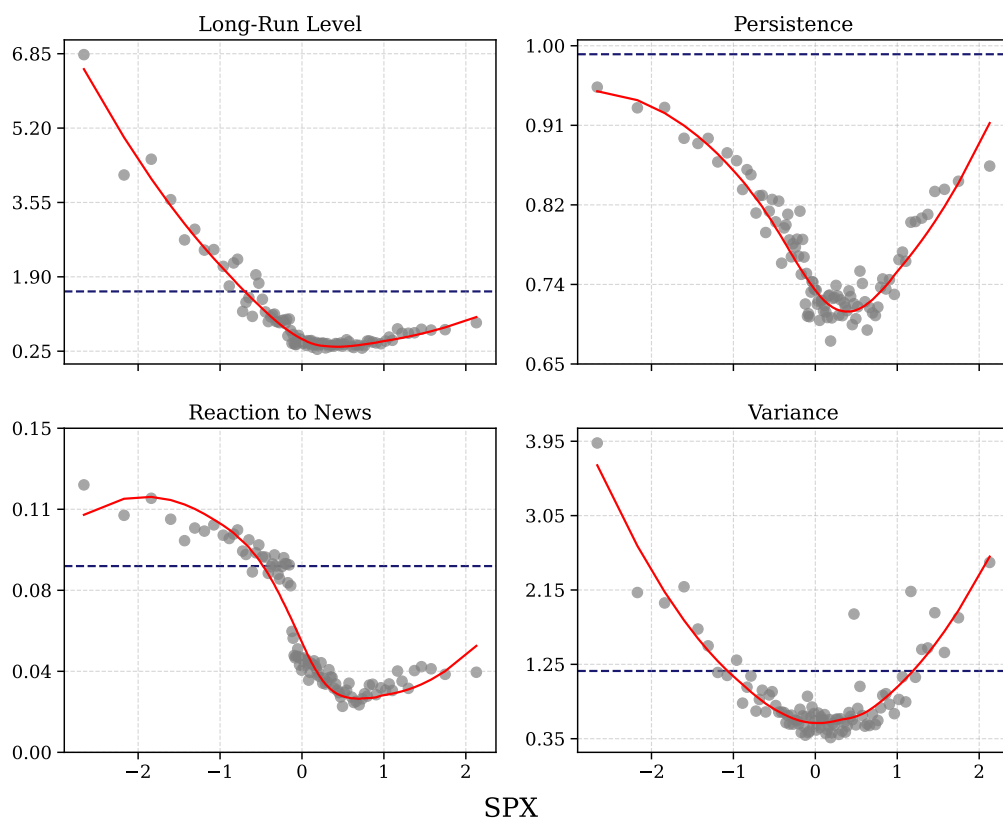 Long-Run Level
Persistence
6.85
5.20
3.55
1.90
0.25
1.00
0.91
0.82
0.74
0.65
Reaction to News
Variance
0.15
0.11
0.08
0.04
0.00
3.95
3.05
2.15
1.25
0.35
−2 −1 0 1 2
−2 −1 0 1 2
SPX